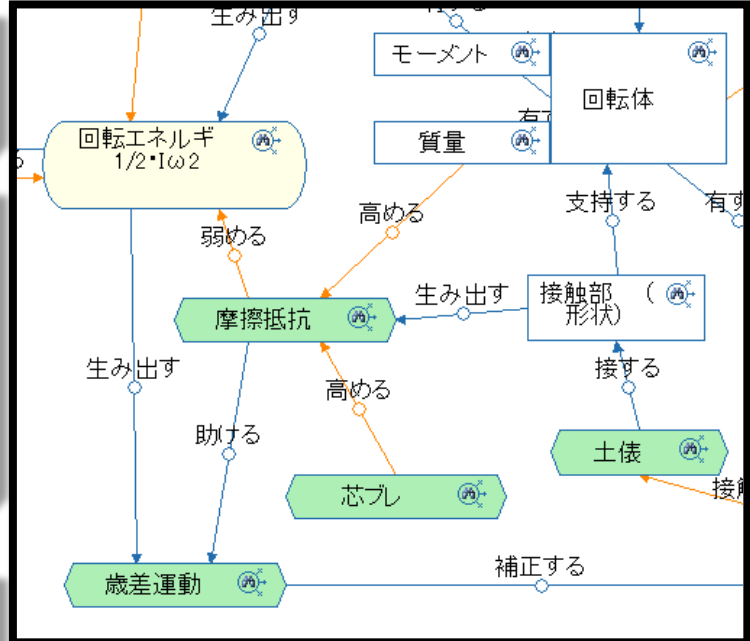 生み出す
モーメント
回転体
回転エネルギ
1/2•Iω2
質量
高める
支持する
弱める
摩擦抵抗
生み出す
接触部 (
形状)
生み出す
高める
接する
助ける
土俵
芯ブレ
歳差運動
補正する